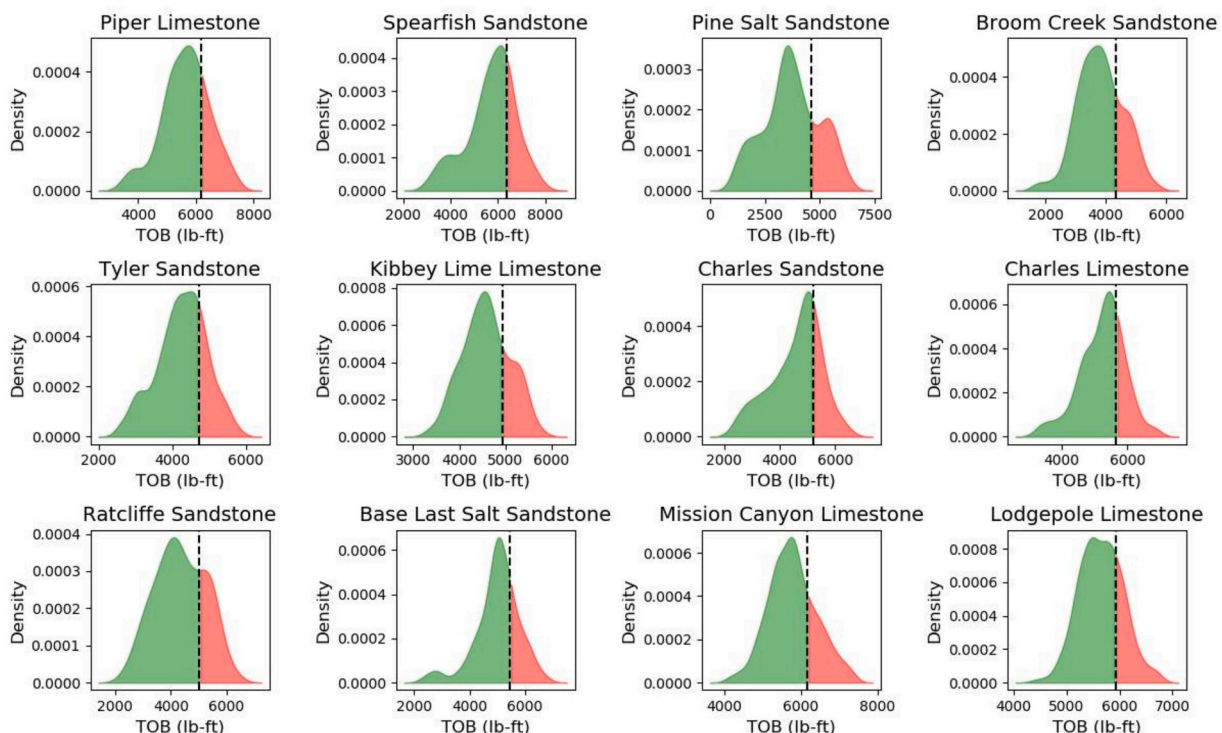 Piper Limestone
Density
0.0004
0.0002
0.0000
4000 6000 8000
TOB (lb-ft)
Spearfish Sandstone
Density
0.0004
0.0003
0.0002
0.0001
0.0000
2000 4000 6000 8000
TOB (lb-ft)
Pine Salt Sandstone
Density
0.0003
0.0002
0.0001
0.0000
0 2500 5000 7500
TOB (lb-ft)
Broom Creek Sandstone
Density
0.0004
0.0002
0.0000
2000 4000 6000
TOB (lb-ft)
Tyler Sandstone
Density
0.0006
0.0004
0.0002
0.0000
2000 4000 6000
TOB (lb-ft)
Kibbey Lime Limestone
Density
0.0008
0.0006
0.0004
0.0002
0.0000
3000 4000 5000 6000
TOB (lb-ft)
Charles Sandstone
Density
0.0004
0.0002
0.0000
2000 4000 6000
TOB (lb-ft)
Charles Limestone
Density
0.0006
0.0004
0.0002
0.0000
4000 6000
TOB (lb-ft)
Ratcliffe Sandstone
Density
0.0004
0.0003
0.0002
0.0001
0.0000
2000 4000 6000
TOB (lb-ft)
Base Last Salt Sandstone
Density
0.0006
0.0004
0.0002
0.0000
2000 4000 6000
TOB (lb-ft)
Mission Canyon Limestone
Density
0.0006
0.0004
0.0002
0.0000
4000 6000 8000
TOB (lb-ft)
Lodgepole Limestone
Density
0.0008
0.0006
0.0004
0.0002
0.0000
4000 5000 6000 7000
TOB (lb-ft)